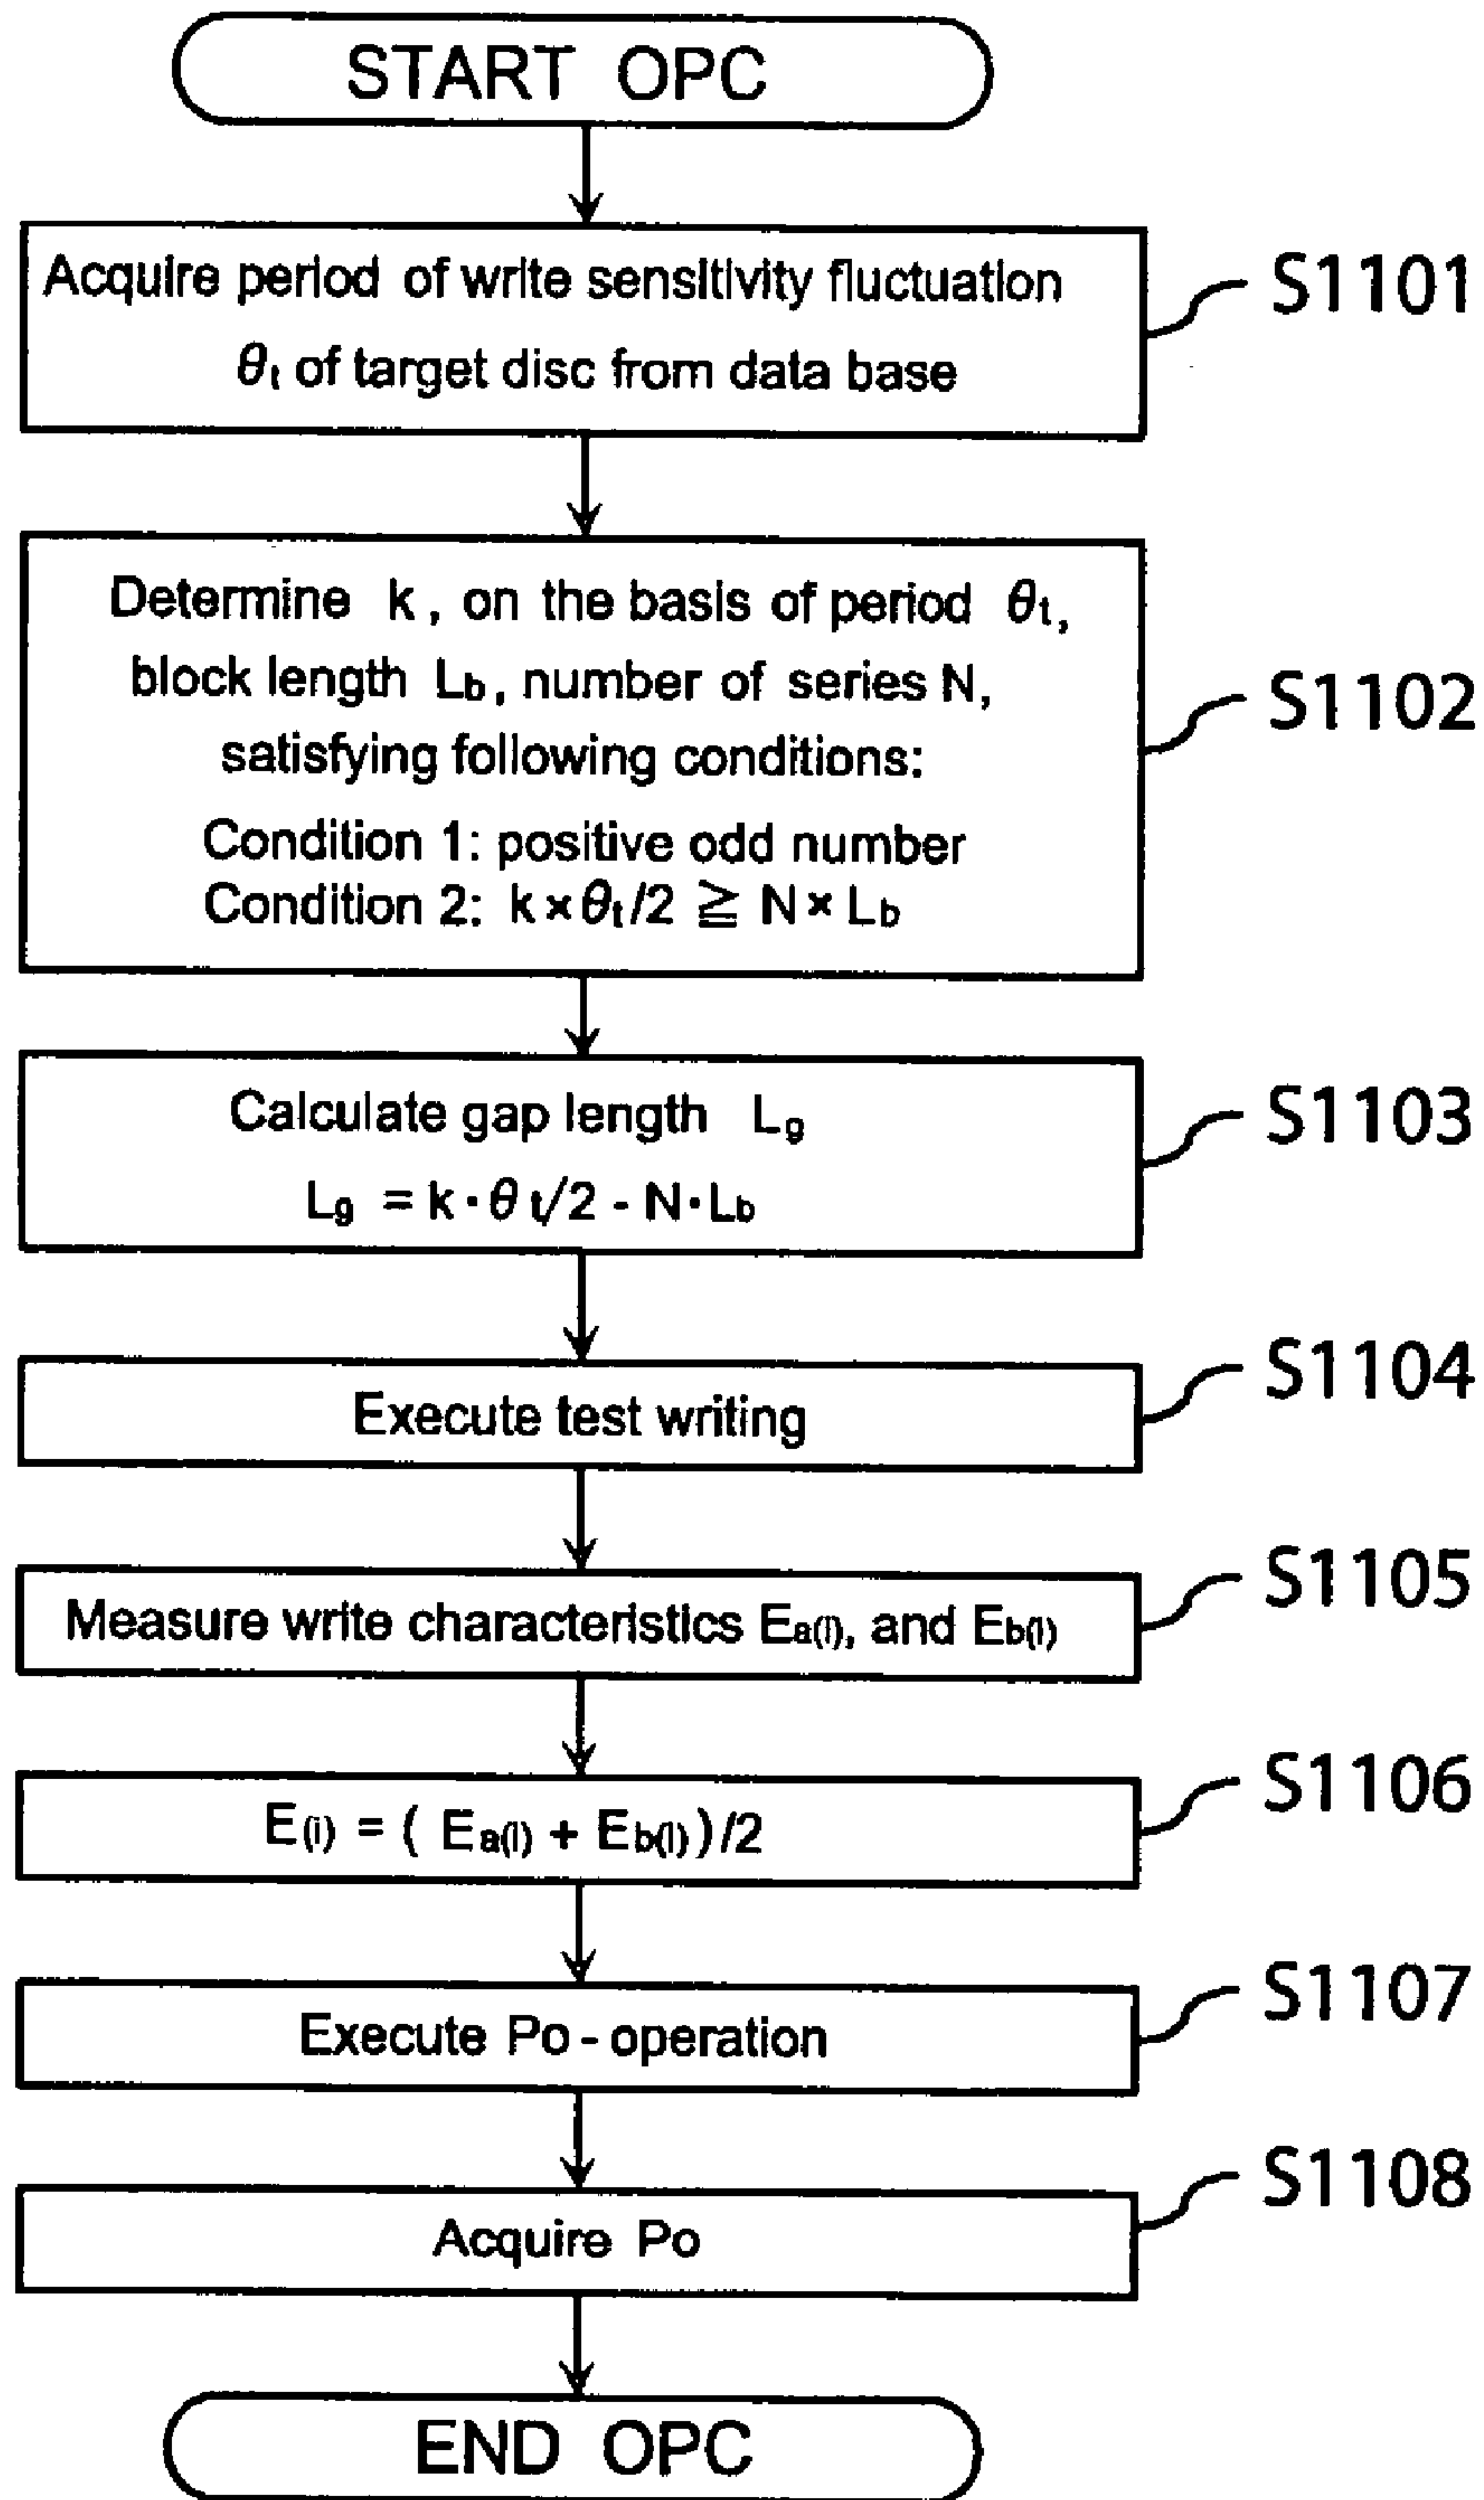 START OPC
Acquire period of write sensitivity fluctuation
θt of target disc from data base
S1101
Determine k, on the basis of period θt,
block length Lb, number of series N,
satisfying following conditions:
Condition 1: positive odd number
Condition 2: k×θt/2 ≧ N×Lb
S1102
Calculate gap length Lg
Lg = k・θt/2 - N・Lb
S1103
Execute test writing
S1104
Measure write characteristics Ea(i), and Eb(i)
S1105
E(i) = ( Ea(i) + Eb(i) )/2
S1106
Execute Po - operation
S1107
Acquire Po
S1108
END OPC